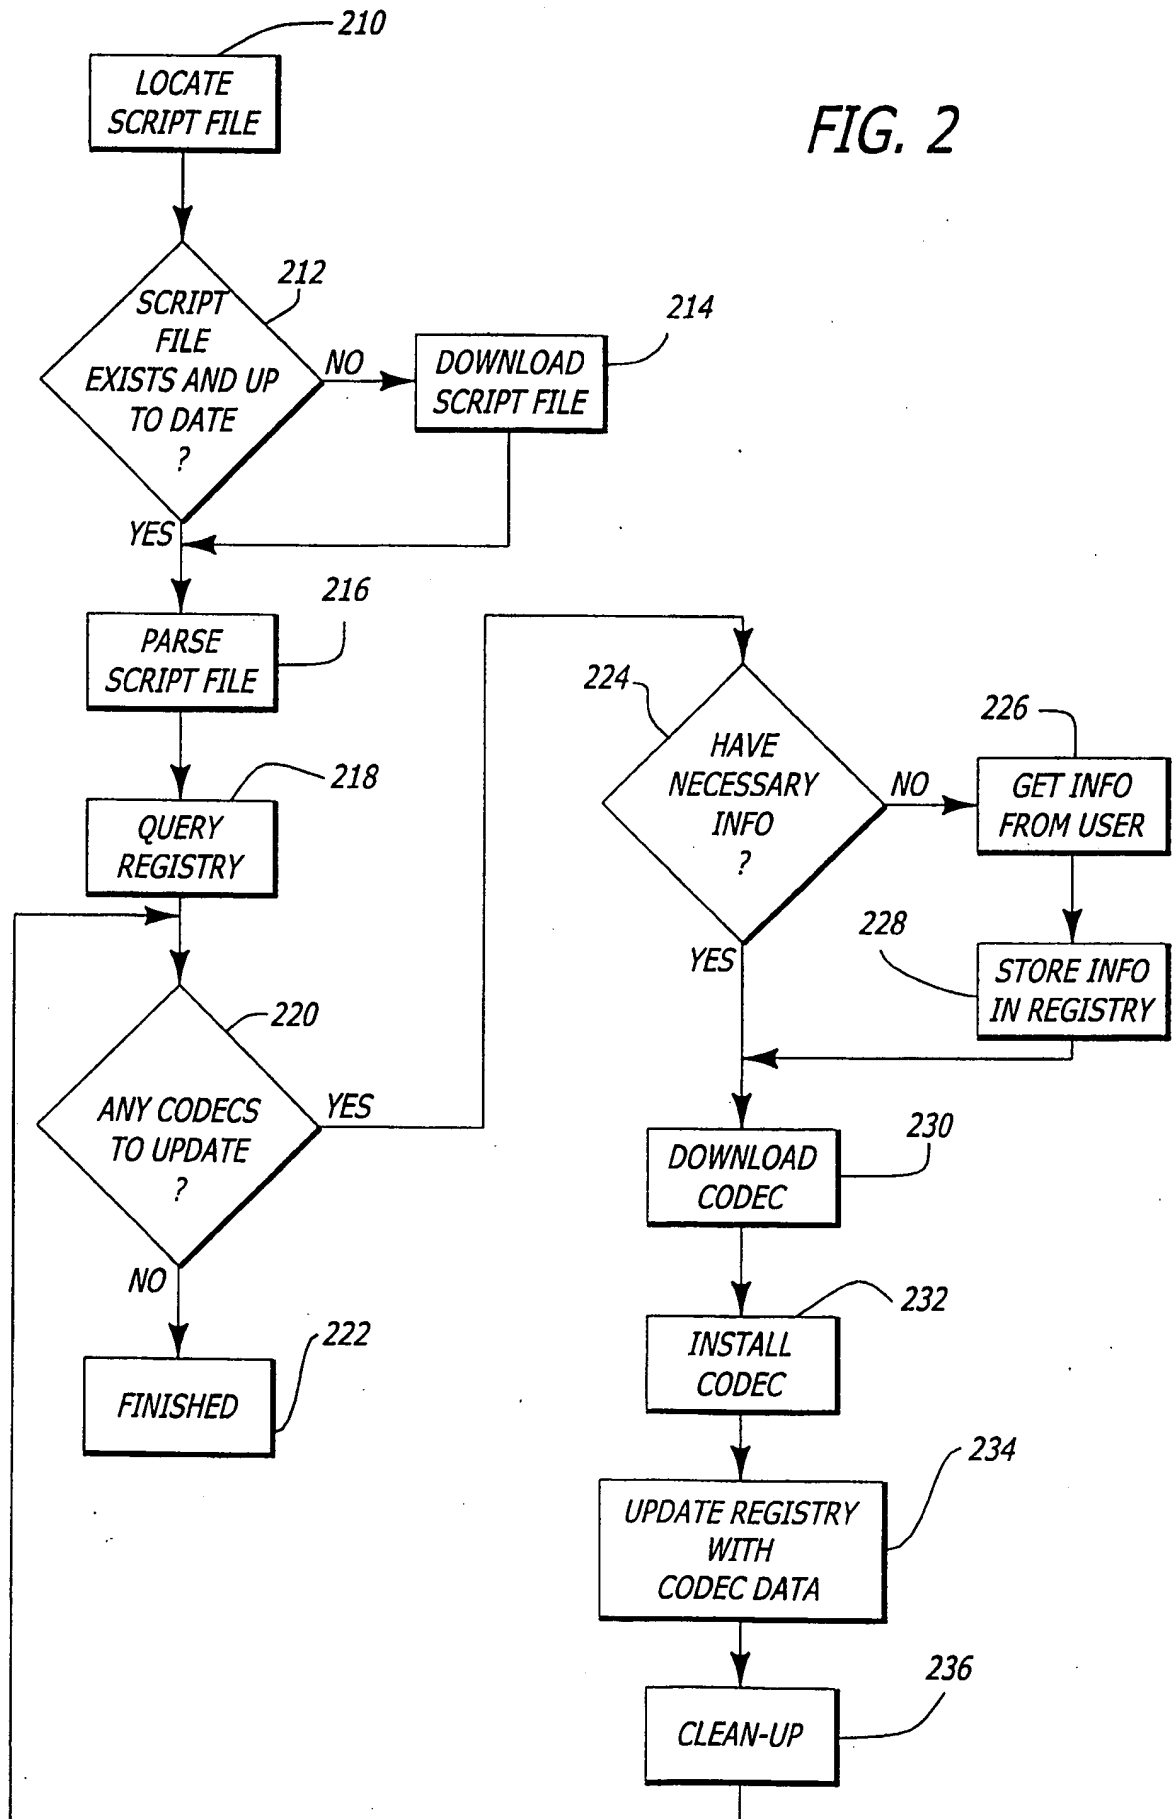 210
LOCATE
SCRIPT FILE
FIG. 2
212
SCRIPT
FILE
EXISTS AND UP
TO DATE
?
NO
214
DOWNLOAD
SCRIPT FILE
YES
216
PARSE
SCRIPT FILE
218
QUERY
REGISTRY
220
ANY CODECS
TO UPDATE
?
YES
NO
222
FINISHED
224
HAVE
NECESSARY
INFO
?
NO
226
GET INFO
FROM USER
228
STORE INFO
IN REGISTRY
YES
230
DOWNLOAD
CODEC
232
INSTALL
CODEC
234
UPDATE REGISTRY
WITH
CODEC DATA
236
CLEAN-UP